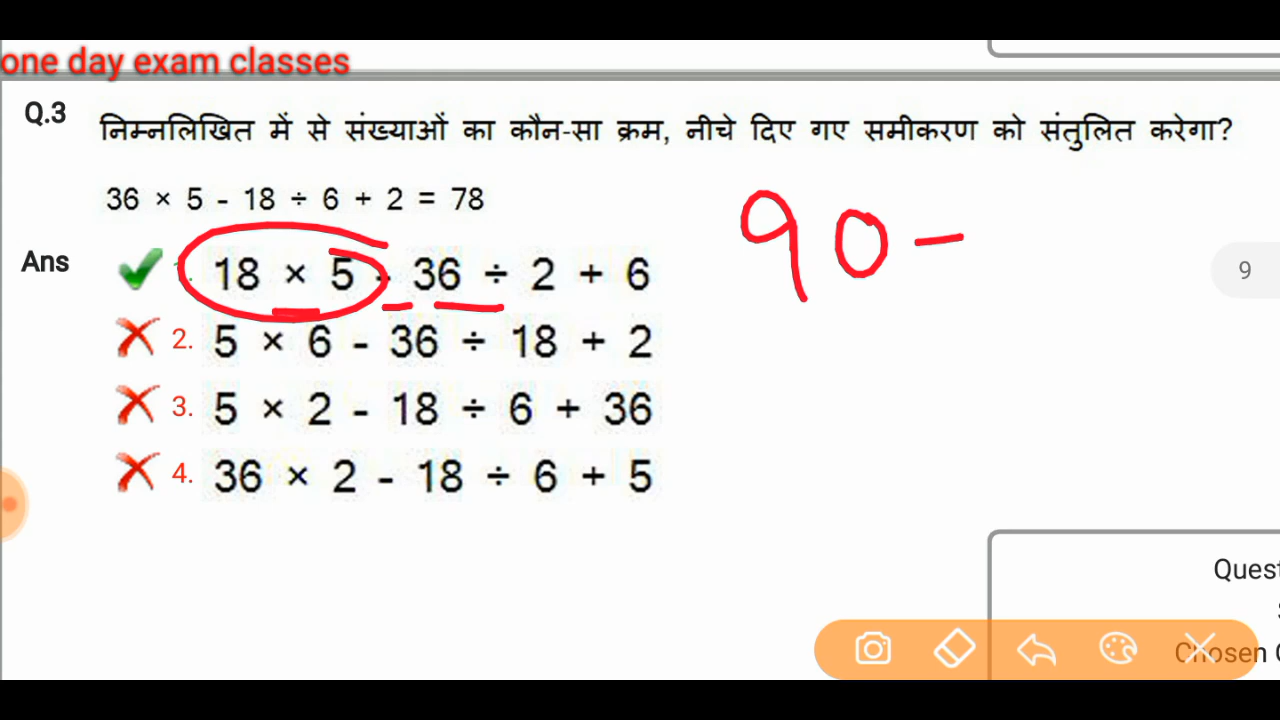 one day exam classes
Q.3 निम्नलिखित में से संख्याओं का कौन-सा क्रम, नीचे दिए गए समीकरण को संतुलित करेगा?
36 × 5 - 18 ÷ 6 + 2 = 78
90 -
Ans 1. 18 × 5 - 36 ÷ 2 + 6
9
2. 5 × 6 - 36 ÷ 18 + 2
3. 5 × 2 - 18 ÷ 6 + 36
4. 36 × 2 - 18 ÷ 6 + 5
Quest
Chosen